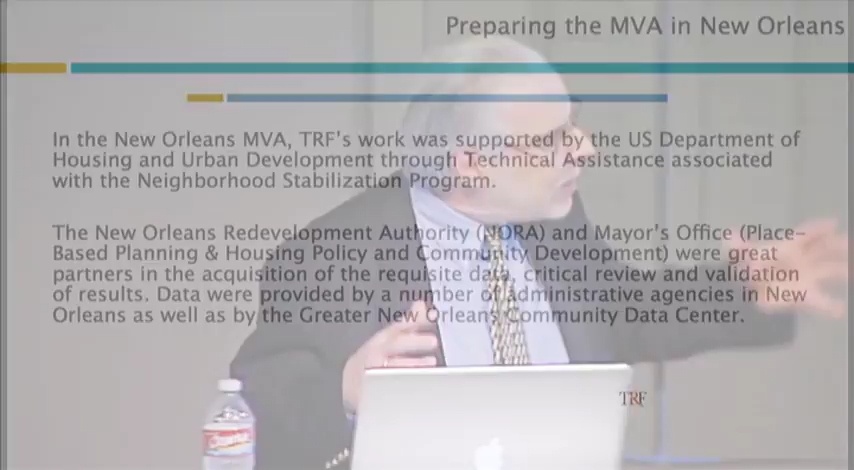 Preparing the MVA in New Orleans
In the New Orleans MVA, TRF's work was supported by the US Department of
Housing and Urban Development through Technical Assistance associated
with the Neighborhood Stabilization Program.
The New Orleans Redevelopment Authority (NORA) and Mayor's Office (Place-
Based Planning & Housing Policy and Community Development) were great
partners in the acquisition of the requisite data, critical review and validation
of results. Data were provided by a number of administrative agencies in New
Orleans as well as by the Greater New Orleans Community Data Center.
TRF